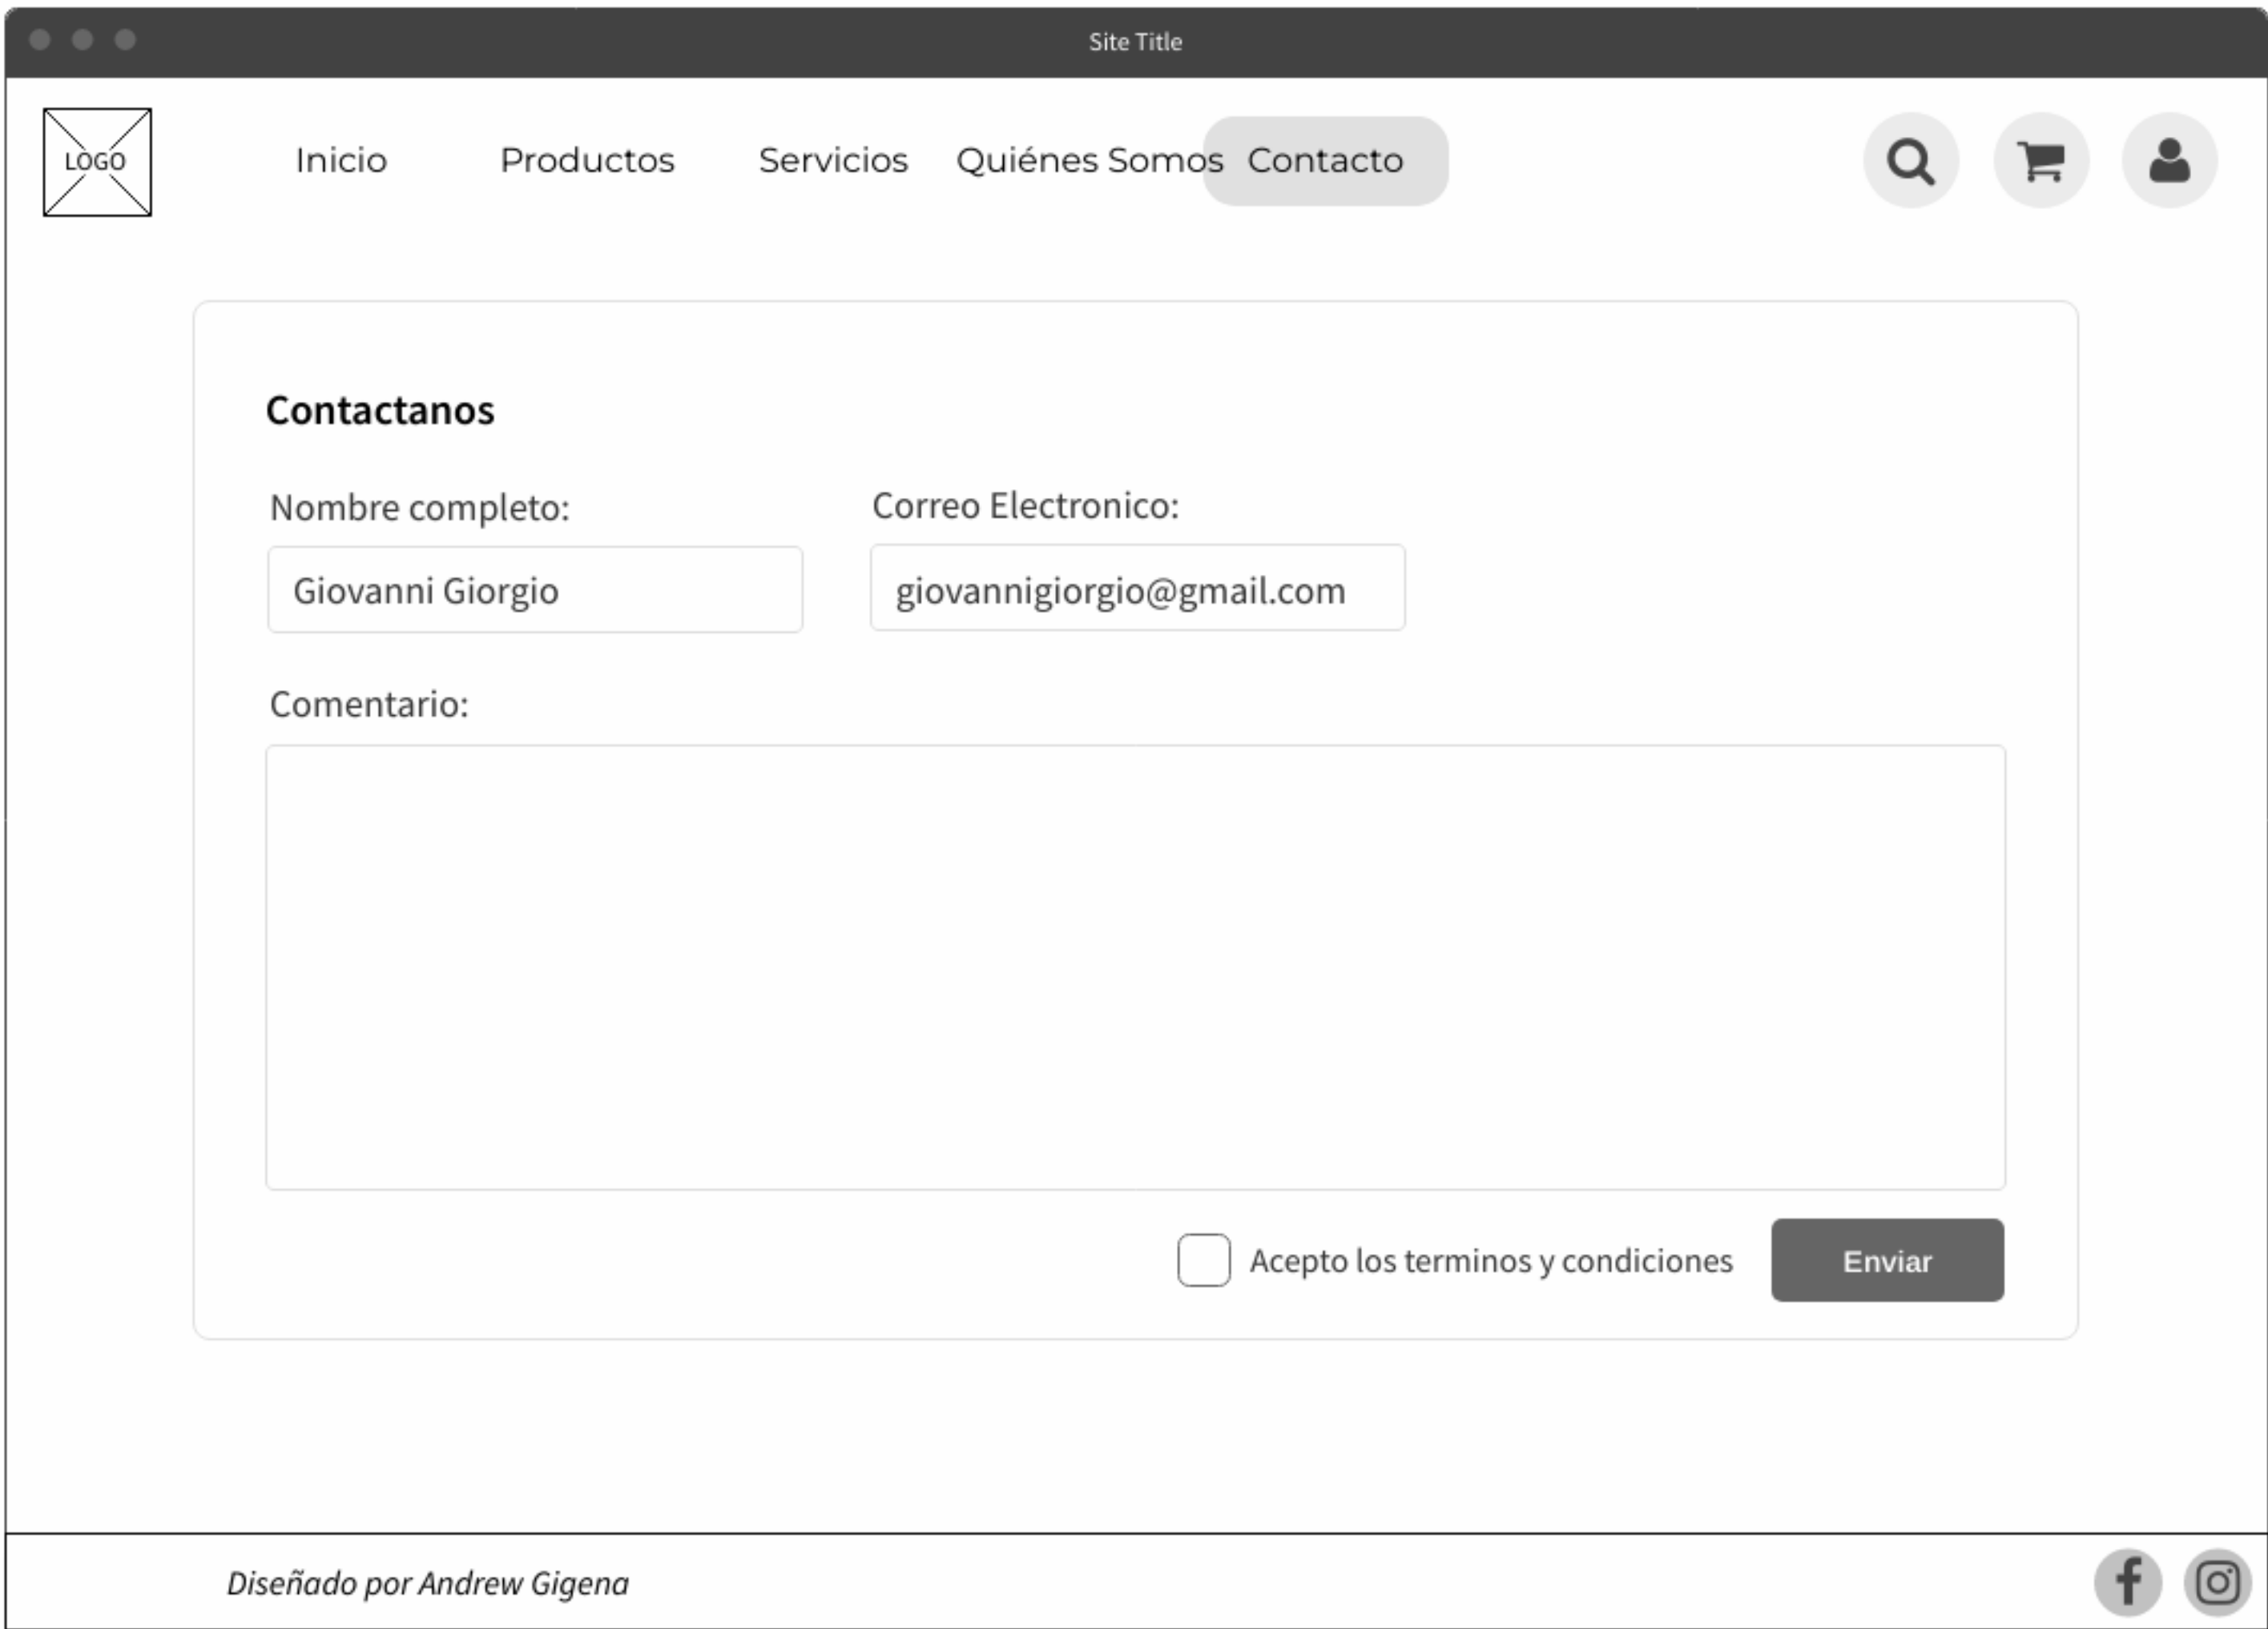 Site Title
LOGO
Inicio Productos Servicios Quiénes Somos Contacto
Contactanos
Nombre completo: Correo Electronico:
Giovanni Giorgio giovannigiorgio@gmail.com
Comentario:
Acepto los terminos y condiciones Enviar
Diseñado por Andrew Gigena